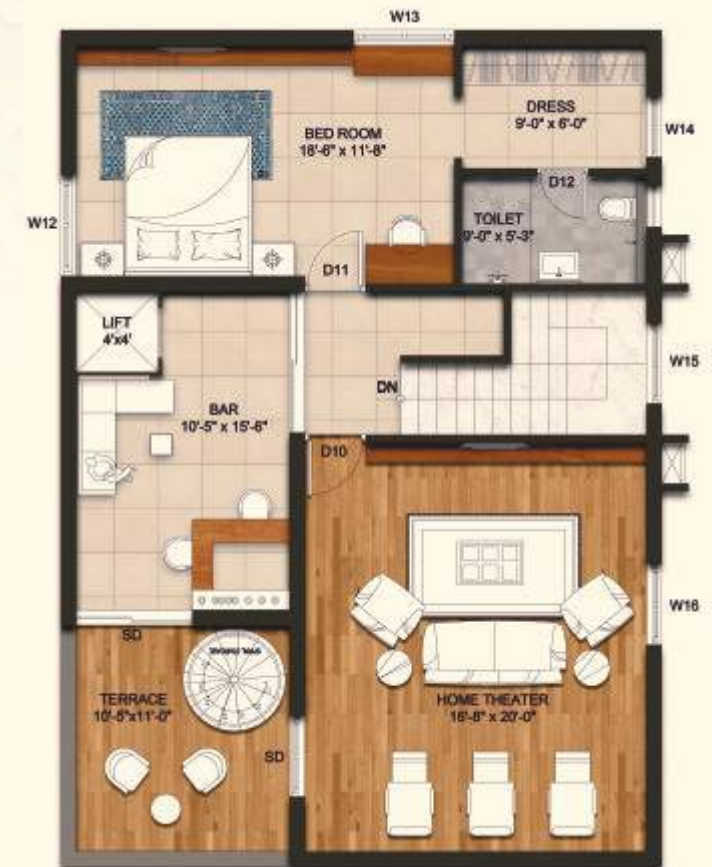 W13
BED ROOM
18'-6" x 11'-8"
DRESS
9'-0" x 6'-0"
W14
D12
W12
TOILET
9'-0" x 5'-3"
D11
LIFT
4'x4'
BAR
10'-5" x 15'-6"
DN
W15
D10
SD
W16
TERRACE
10'-5"x11'-0"
HOME THEATER
16'-8" x 20'-0"
SD